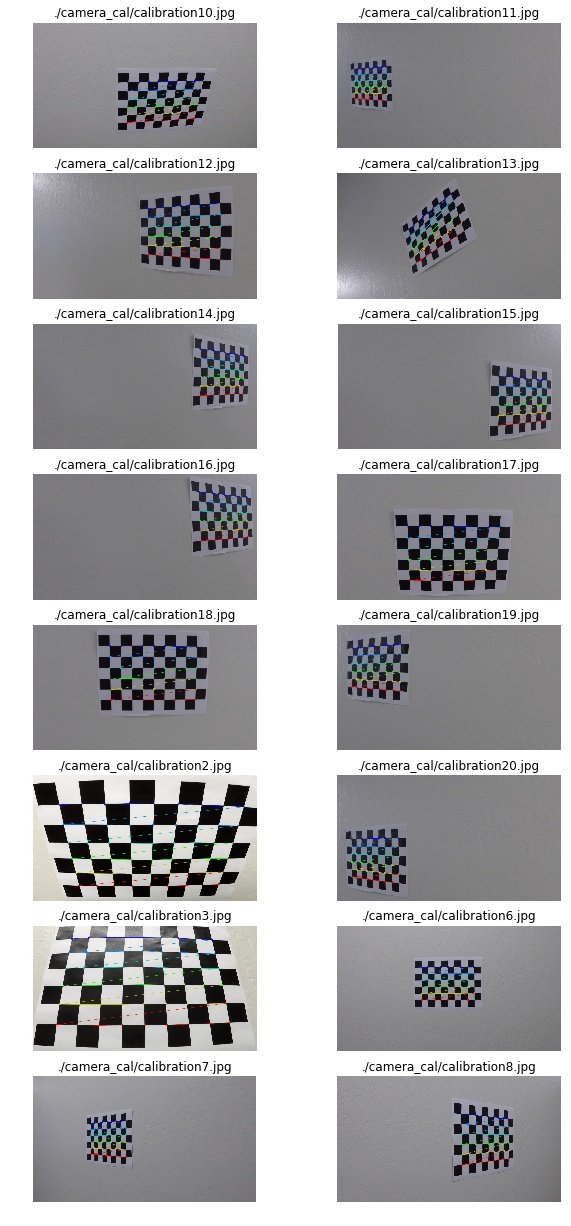 ./camera_cal/calibration10.jpg
./camera_cal/calibration11.jpg
./camera_cal/calibration12.jpg
./camera_cal/calibration13.jpg
./camera_cal/calibration14.jpg
./camera_cal/calibration15.jpg
./camera_cal/calibration16.jpg
./camera_cal/calibration17.jpg
./camera_cal/calibration18.jpg
./camera_cal/calibration19.jpg
./camera_cal/calibration2.jpg
./camera_cal/calibration20.jpg
./camera_cal/calibration3.jpg
./camera_cal/calibration6.jpg
./camera_cal/calibration7.jpg
./camera_cal/calibration8.jpg